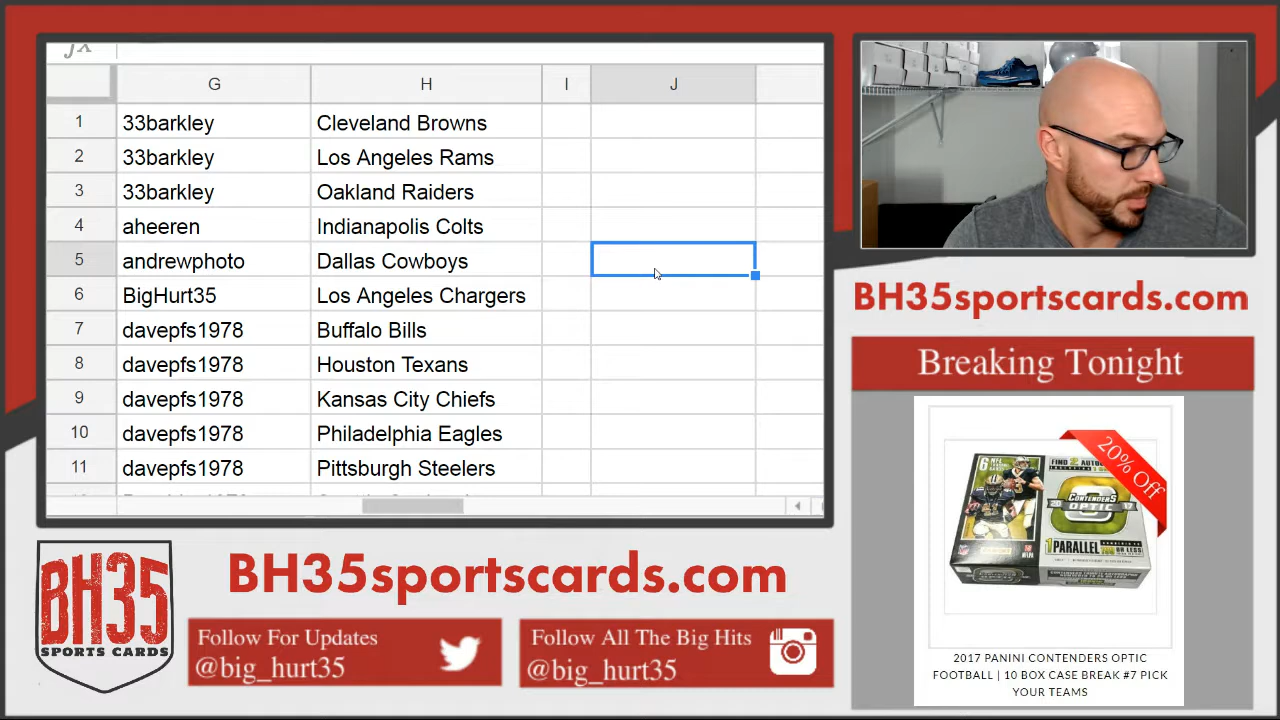 fx
G H I J
1 33barkley Cleveland Browns
2 33barkley Los Angeles Rams
3 33barkley Oakland Raiders
4 aheeren Indianapolis Colts
5 andrewphoto Dallas Cowboys
6 BigHurt35 Los Angeles Chargers
7 davepfs1978 Buffalo Bills
8 davepfs1978 Houston Texans
9 davepfs1978 Kansas City Chiefs
10 davepfs1978 Philadelphia Eagles
11 davepfs1978 Pittsburgh Steelers
BH35sportscards.com
Breaking Tonight
20% Off
CONTENDERS
OPTIC
1 PARALLEL
2017 PANINI CONTENDERS OPTIC
FOOTBALL | 10 BOX CASE BREAK #7 PICK
YOUR TEAMS
BH35
SPORTS CARDS
BH35sportscards.com
Follow For Updates
@big_hurt35
Follow All The Big Hits
@big_hurt35